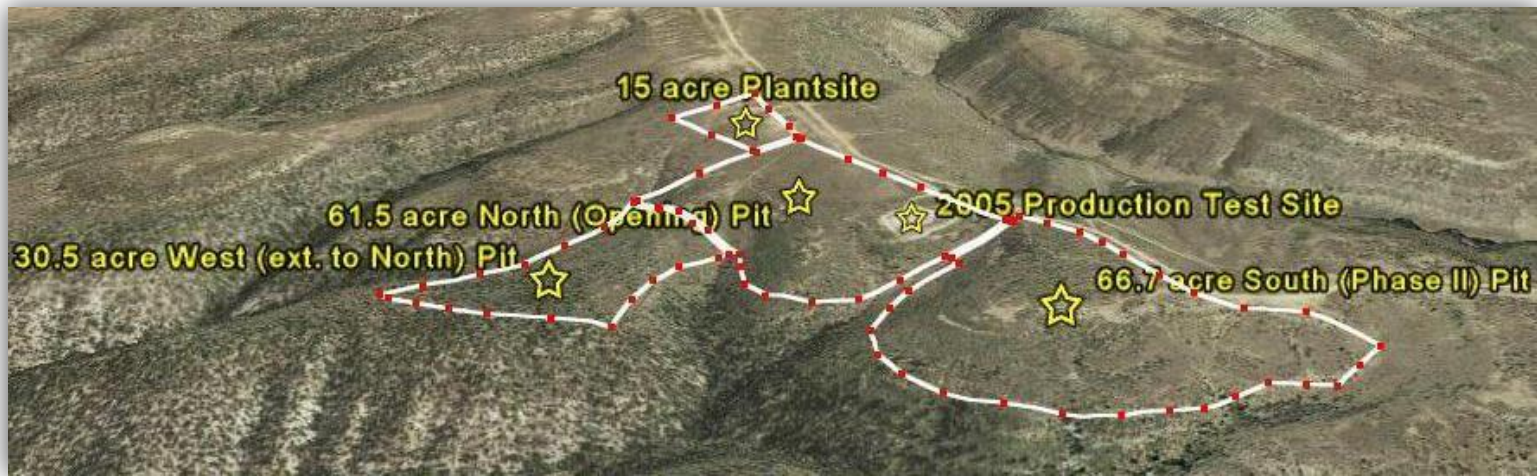 15 acre Plantsite
2005 Production Test Site
61.5 acre North (Opening) Pit
30.5 acre West (ext. to North) Pit
66.7 acre South (Phase II) Pit